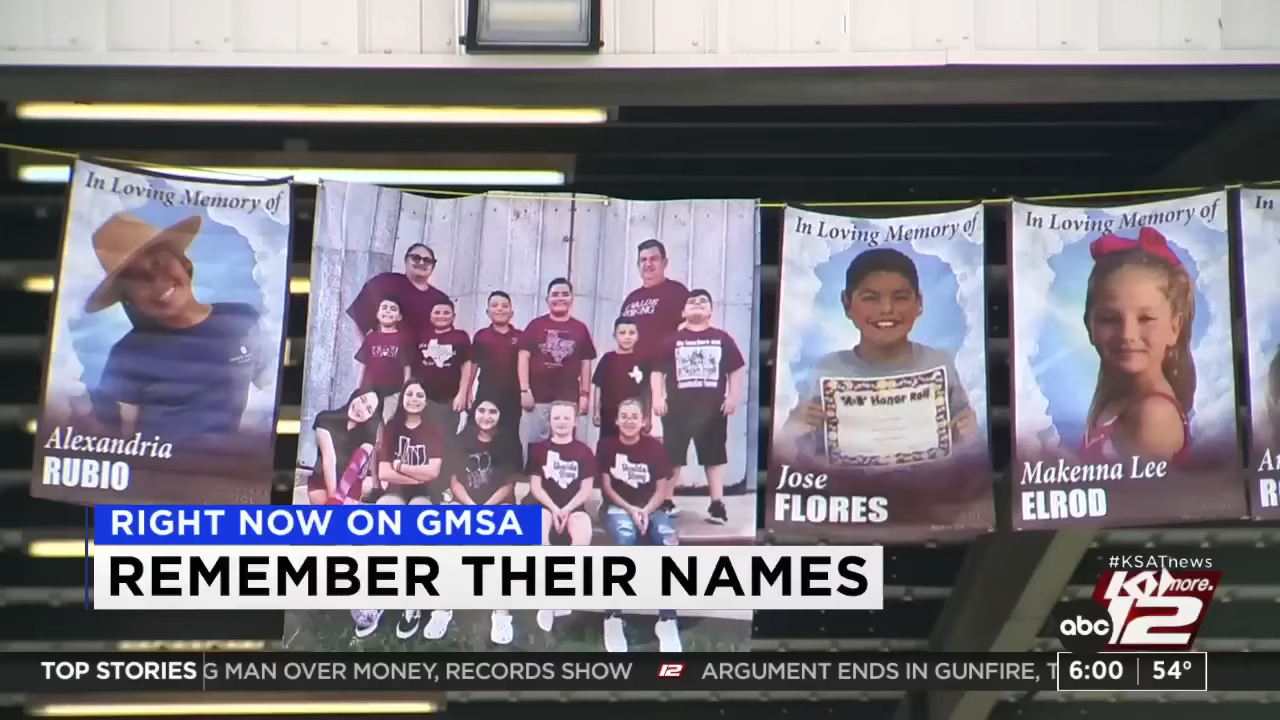 In Loving Memory of
Alexandria
RUBIO
In Loving Memory of
Jose
FLORES
"A-B" Honor Roll
In Loving Memory of
Makenna Lee
ELROD
In
RIGHT NOW ON GMSA
REMEMBER THEIR NAMES
#KSATnews
more.
abc 12
TOP STORIES
G MAN OVER MONEY, RECORDS SHOW 12 ARGUMENT ENDS IN GUNFIRE, T
6:00 54°